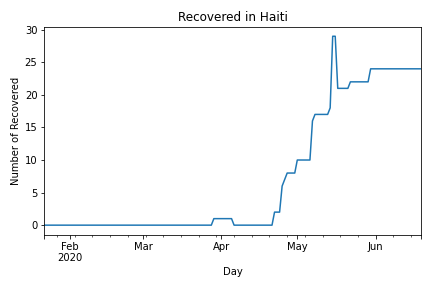 Recovered in Haiti
Number of Recovered
30
25
20
15
10
5
0
Feb
2020
Mar
Apr
May
Jun
Day